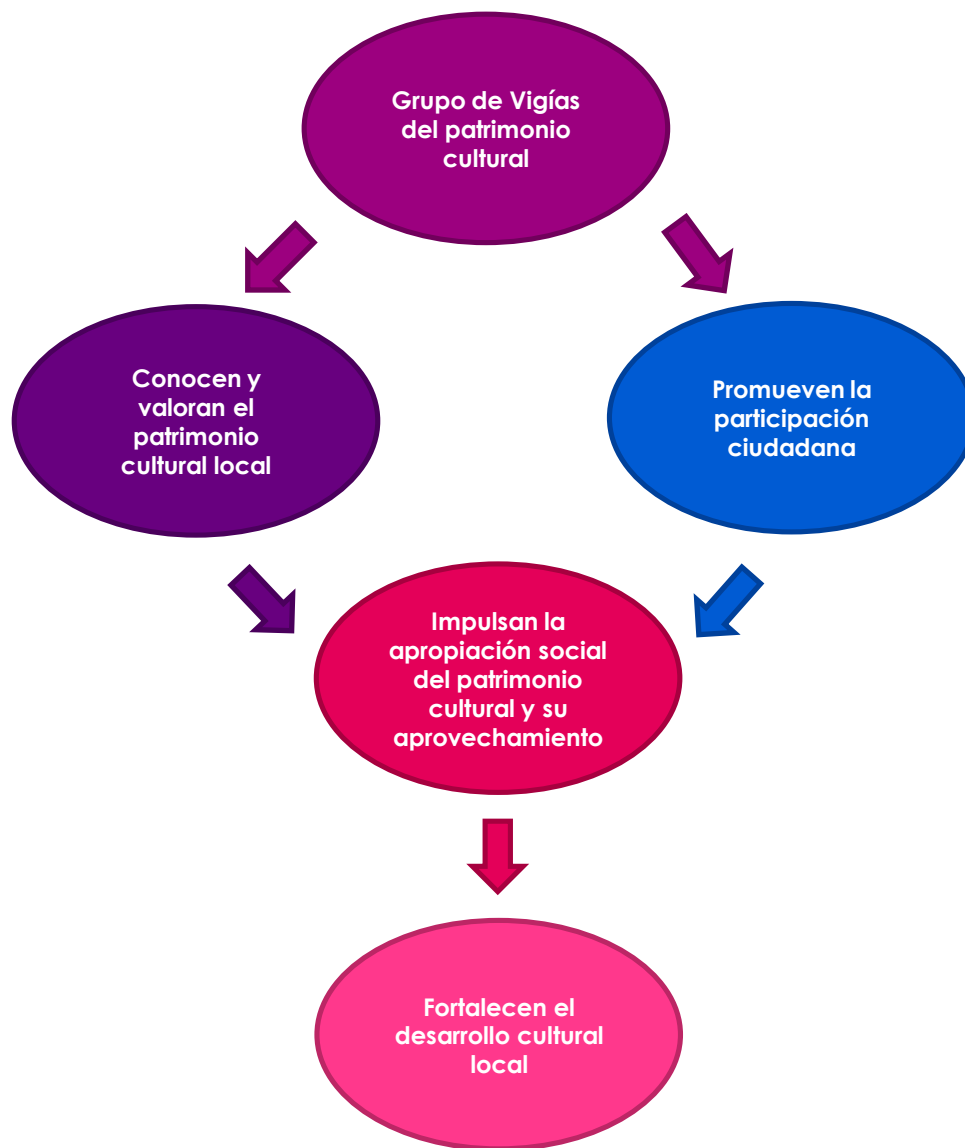 Grupo de Vigías
del patrimonio
cultural
Conocen y
valoran el
patrimonio
cultural local
Promueven la
participación
ciudadana
Impulsan la
apropiación social
del patrimonio
cultural y su
aprovechamiento
Fortalecen el
desarrollo cultural
local